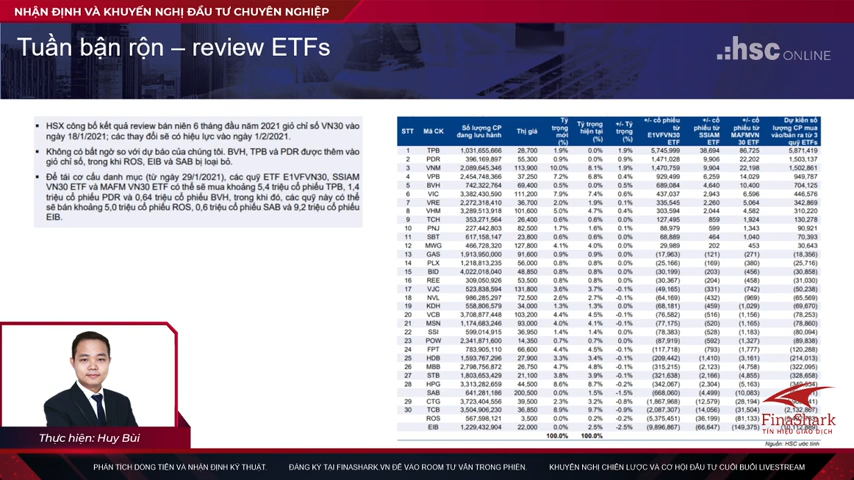 NHẬN ĐỊNH VÀ KHUYẾN NGHỊ ĐẦU TƯ CHUYÊN NGHIỆP
Tuần bận rộn – review ETFs
.:hsc ONLINE
HSX công bố kết quả review bán niên 6 tháng đầu năm 2021 giỏ chỉ số VN30 vào
ngày 18/1/2021; các thay đổi sẽ có hiệu lực vào ngày 1/2/2021.
Không có bất ngờ so với dự báo của chúng tôi. BVH, TPB và PDR được thêm vào
giỏ chỉ số, trong khi ROS, EIB và SAB bị loại bỏ.
Để tái cơ cấu danh mục (từ ngày 29/1/2021), các quỹ ETF E1VFVN30, SSIAM
VN30 ETF và MAFM VN30 ETF có thể sẽ mua khoảng 5,4 triệu cổ phiếu TPB, 1,4
triệu cổ phiếu PDR và 0,64 triệu cổ phiếu BVH, trong khi đó, các quỹ này có thể
sẽ bán khoảng 5,0 triệu cổ phiếu ROS, 0,6 triệu cổ phiếu SAB và 9,2 triệu cổ phiếu
EIB.
STT Mã CK Số lượng CP đang lưu hành Thị giá Tỷ trọng mới (%) Tỷ trọng hiện tại (%) +/- Tỷ trọng (%) +/- cổ phiếu từ E1VFVN30 ETF +/- cổ phiếu từ SSIAM ETF +/- cổ phiếu từ MAFMVN 30 ETF Dự kiến số lượng CP mua vào/bán ra từ 3 quỹ ETFs
1 TPB 1,031,655,666 28,700 1.9% 0.0% 1.9% 5,745,999 38,694 86,725 5,871,419
2 PDR 396,169,897 55,300 0.9% 0.0% 0.9% 1,471,028 9,906 22,202 1,503,137
3 VNM 2,089,645,346 113,900 10.0% 8.1% 1.9% 1,470,759 9,904 22,198 1,502,861
4 VPB 2,454,748,366 37,250 7.2% 6.8% 0.4% 929,499 6,259 14,029 949,787
5 BVH 742,322,764 69,400 0.5% 0.0% 0.5% 689,084 4,640 10,400 704,125
6 VIC 3,382,430,590 111,200 7.9% 7.4% 0.6% 437,037 2,943 6,596 446,576
7 VRE 2,272,318,410 36,700 2.0% 1.9% 0.1% 335,545 2,260 5,064 342,869
8 VHM 3,289,513,918 101,600 5.0% 4.7% 0.4% 303,594 2,044 4,582 310,220
9 TCH 353,271,564 26,400 0.6% 0.6% 0.0% 127,495 859 1,924 130,278
10 PNJ 227,442,803 82,500 1.7% 1.6% 0.1% 88,979 599 1,343 90,921
11 SBT 617,158,147 23,800 0.6% 0.6% 0.0% 68,889 464 1,040 70,393
12 MWG 466,728,320 127,800 4.1% 4.0% 0.0% 29,989 202 453 30,643
13 GAS 1,913,950,000 91,600 0.9% 0.9% 0.0% (17,963) (121) (271) (18,356)
14 PLX 1,218,813,235 56,000 0.8% 0.8% 0.0% (25,166) (169) (380) (25,716)
15 BID 4,022,018,040 48,850 0.8% 0.8% 0.0% (30,199) (203) (456) (30,858)
16 REE 309,050,926 53,500 0.8% 0.8% 0.0% (30,367) (204) (458) (31,030)
17 VJC 523,838,594 131,800 3.6% 3.7% -0.1% (49,165) (331) (742) (50,238)
18 NVL 986,285,297 72,500 2.6% 2.7% -0.1% (64,169) (432) (969) (65,569)
19 KDH 558,806,579 34,000 1.3% 1.3% 0.0% (68,181) (459) (1,029) (69,670)
20 VCB 3,708,877,448 103,200 4.4% 4.5% -0.1% (76,582) (516) (1,156) (78,253)
21 MSN 1,174,683,246 93,000 4.0% 4.1% -0.1% (77,175) (520) (1,165) (78,860)
22 SSI 599,014,915 36,950 1.4% 1.4% 0.0% (78,383) (528) (1,183) (80,094)
23 POW 2,341,871,600 14,350 0.7% 0.7% 0.0% (87,919) (592) (1,327) (89,838)
24 FPT 783,905,110 66,600 4.4% 4.5% -0.1% (117,718) (793) (1,777) (120,288)
25 HDB 1,593,767,296 27,900 3.3% 3.4% -0.1% (209,442) (1,410) (3,161) (214,013)
26 MBB 2,798,756,872 26,750 4.7% 4.8% -0.1% (315,215) (2,123) (4,758) (322,095)
27 STB 1,803,653,429 21,100 3.8% 3.9% -0.1% (321,638) (2,166) (4,855) (328,658)
28 HPG 3,313,282,659 44,500 8.6% 8.7% -0.2% (342,067) (2,304) (5,163)
SAB 641,281,186 200,500 0.0% 1.5% -1.5% (668,060) (4,499) (10,083)
29 CTG 3,723,404,556 39,500 2.3% 3.2% -0.8% (1,867,968) (12,579) (28,194)
30 TCB 3,504,906,230 36,850 8.9% 9.7% -0.9% (2,087,307) (14,056) (31,504)
ROS 567,598,121 3,500 0.0% 0.2% -0.2% (5,375,451) (36,199) (81,133)
EIB 1,229,432,904 22,000 0.0% 2.5% -2.5% (9,896,867) (66,647) (149,375)
100.0% 100.0%
Nguồn: HSC ước tính
FinaShark
TÍN HIỆU GIAO DỊCH
Thực hiện: Huy Bùi
PHÂN TÍCH DÒNG TIỀN VÀ NHẬN ĐỊNH KỸ THUẬT. ĐĂNG KÝ TẠI FINASHARK.VN ĐỂ VÀO ROOM TƯ VẤN TRONG PHIÊN. KHUYẾN NGHỊ CHIẾN LƯỢC VÀ CƠ HỘI ĐẦU TƯ CUỐI BUỔI LIVESTREAM